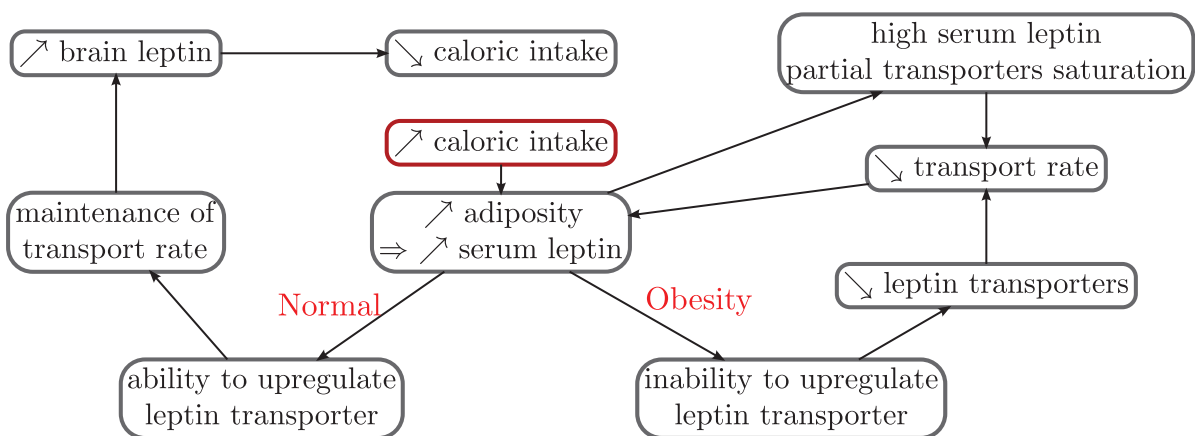 ↗ brain leptin
↘ caloric intake
high serum leptin
partial transporters saturation
↗ caloric intake
↘ transport rate
maintenance of
transport rate
↗ adiposity
⇒ ↗ serum leptin
↘ leptin transporters
Normal
Obesity
ability to upregulate
leptin transporter
inability to upregulate
leptin transporter